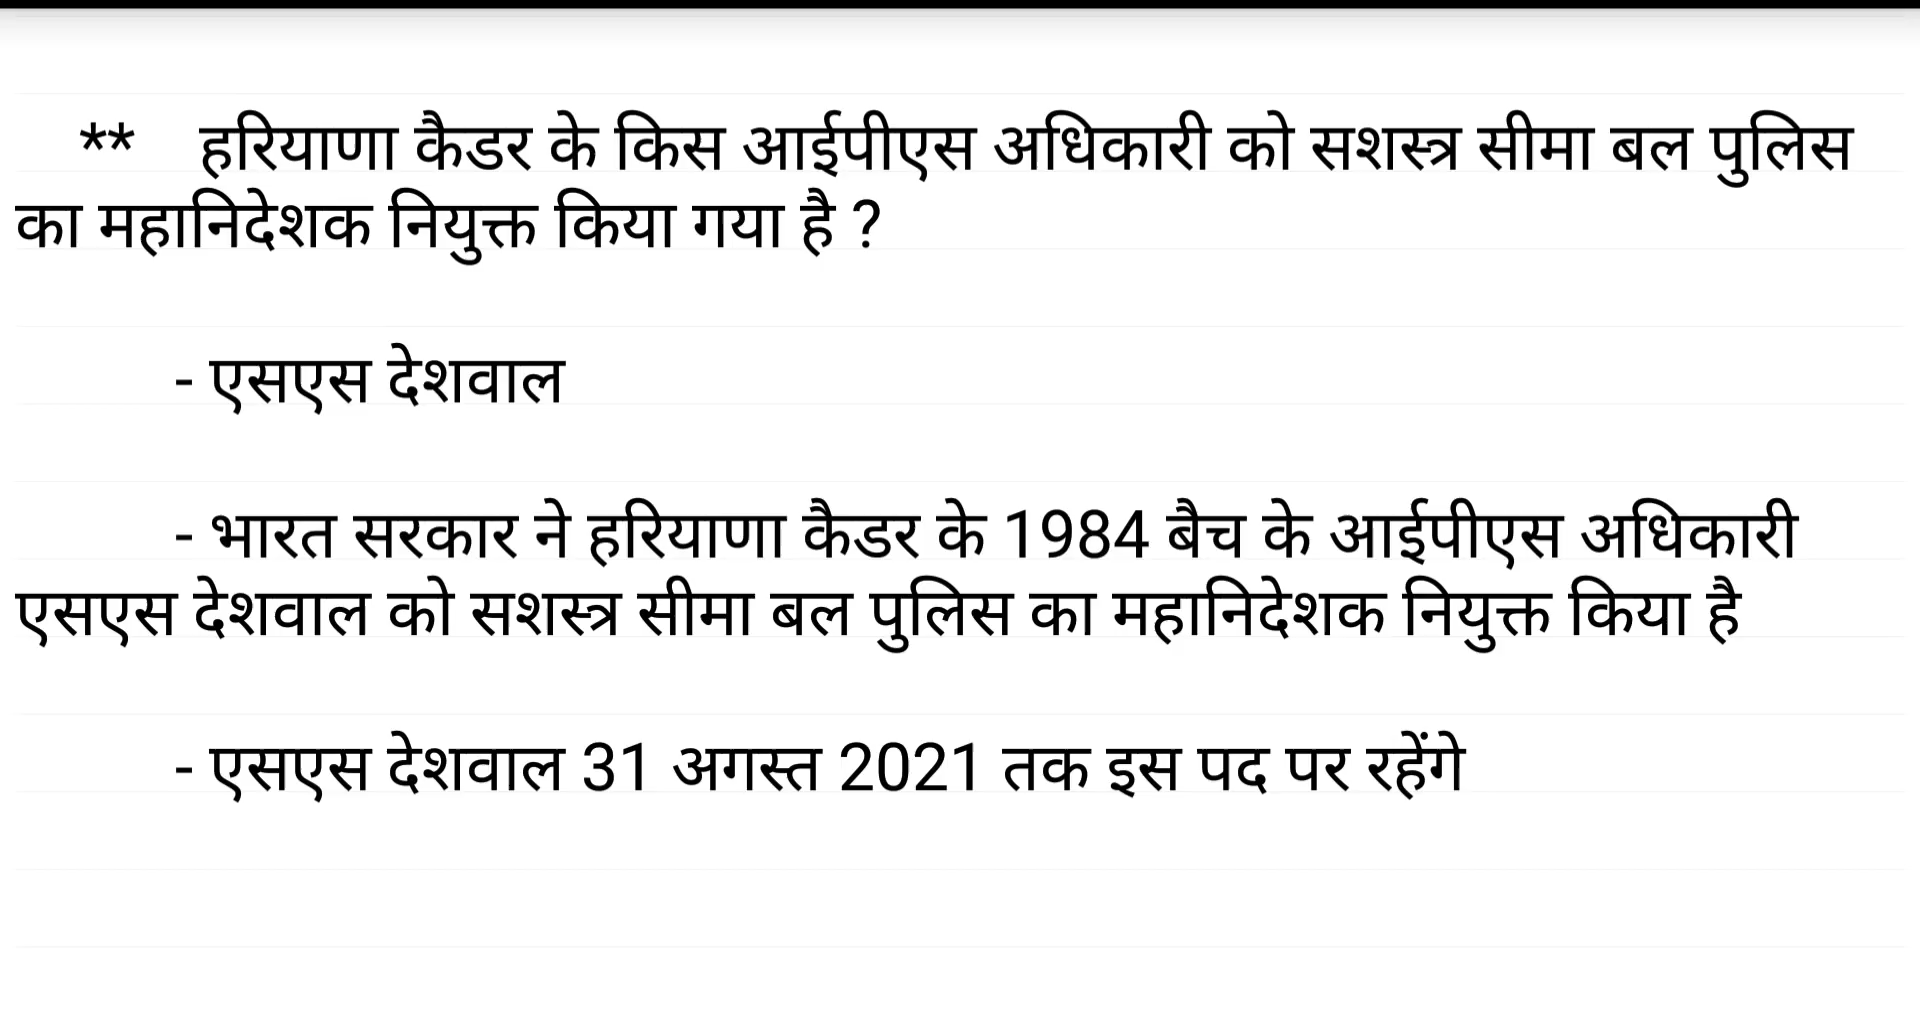 ** हरियाणा कैडर के किस आईपीएस अधिकारी को सशस्त्र सीमा बल पुलिस
का महानिदेशक नियुक्त किया गया है ?
- एसएस देशवाल
- भारत सरकार ने हरियाणा कैडर के 1984 बैच के आईपीएस अधिकारी
एसएस देशवाल को सशस्त्र सीमा बल पुलिस का महानिदेशक नियुक्त किया है
- एसएस देशवाल 31 अगस्त 2021 तक इस पद पर रहेंगे